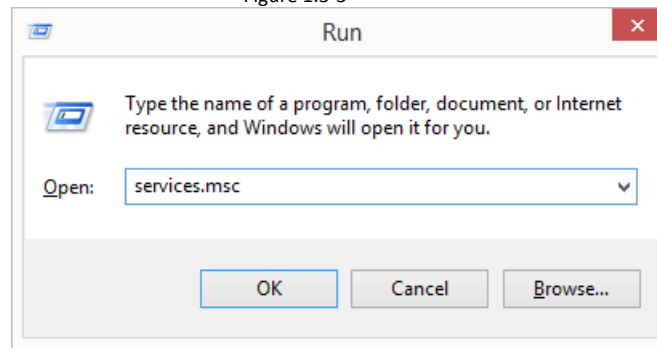 Run
Type the name of a program, folder, document, or Internet
resource, and Windows will open it for you.
Open: services.msc
OK Cancel Browse...